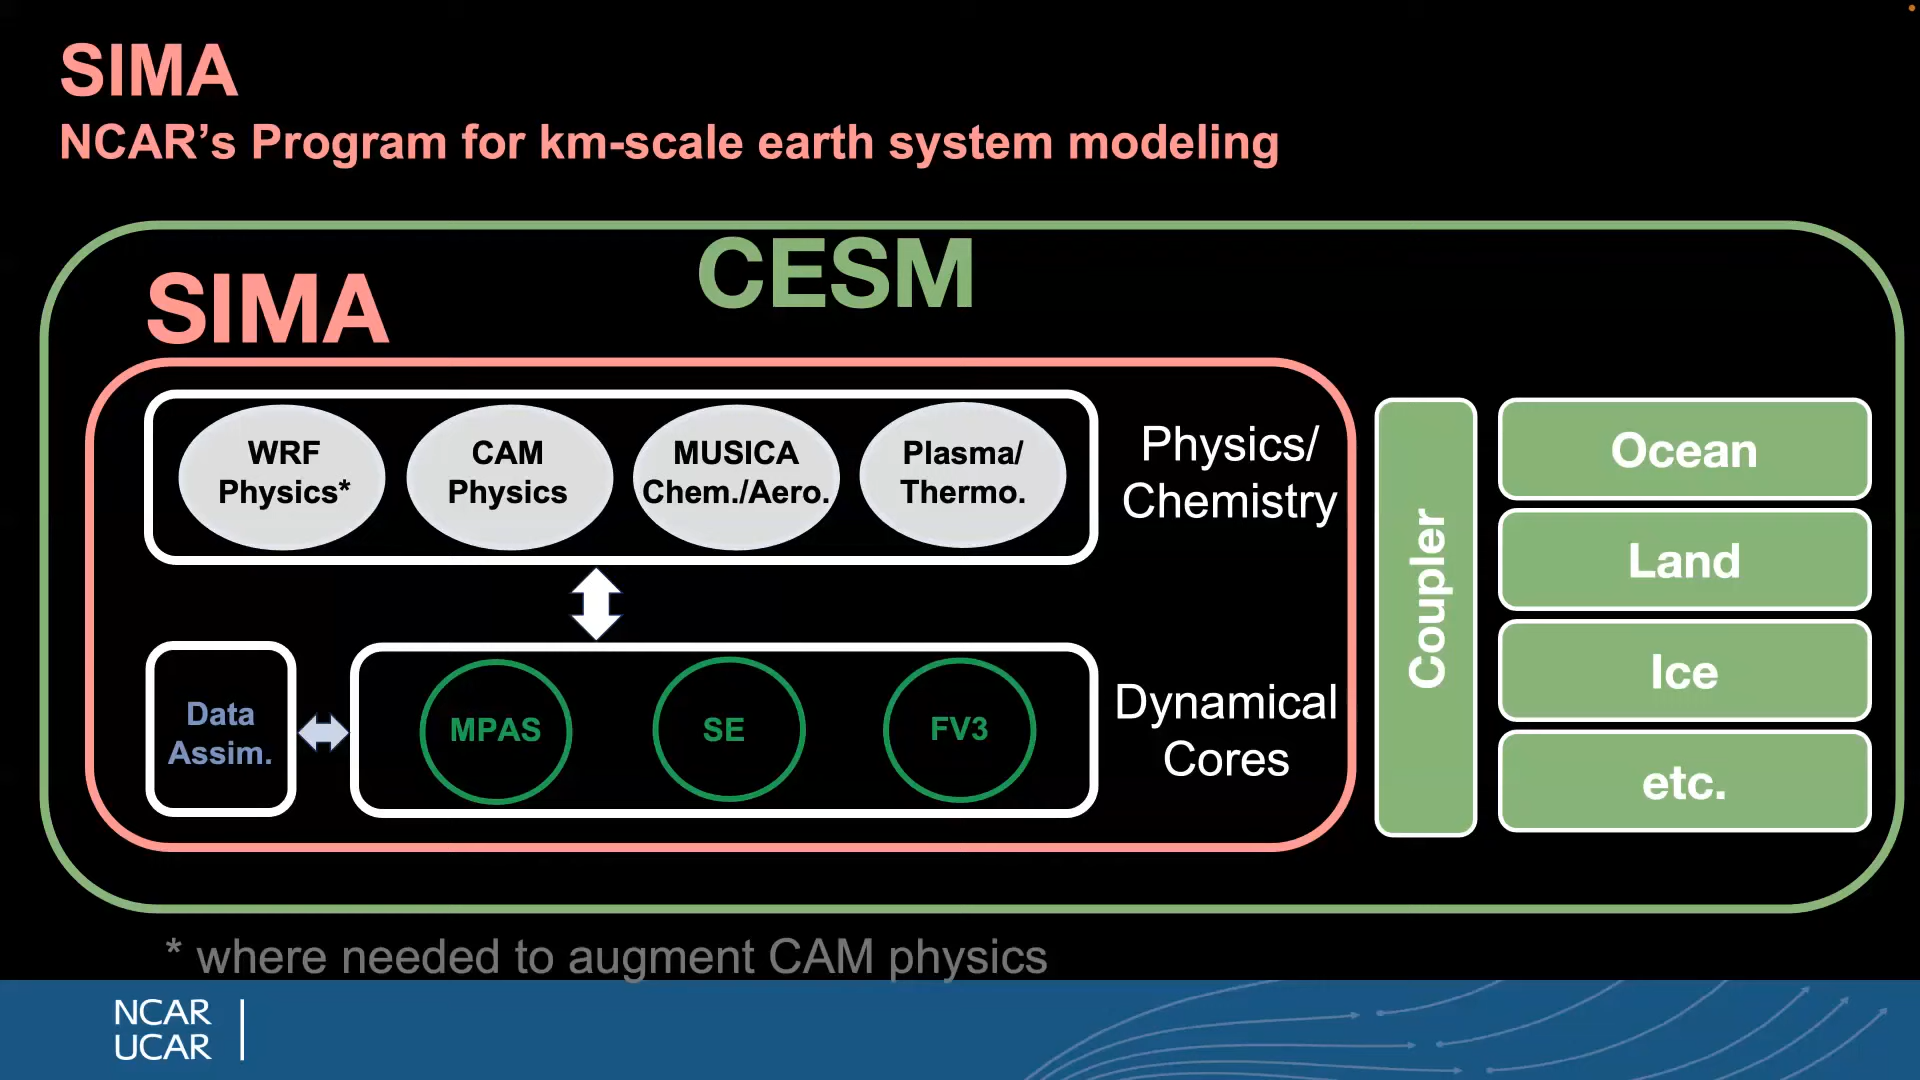 SIMA
NCAR’s Program for km-scale earth system modeling
CESM
SIMA
WRF
Physics*
CAM
Physics
MUSICA
Chem./Aero.
Plasma/
Thermo.
Physics/
Chemistry
Data
Assim.
MPAS
SE
FV3
Dynamical
Cores
Coupler
Ocean
Land
Ice
etc.
* where needed to augment CAM physics
NCAR
UCAR